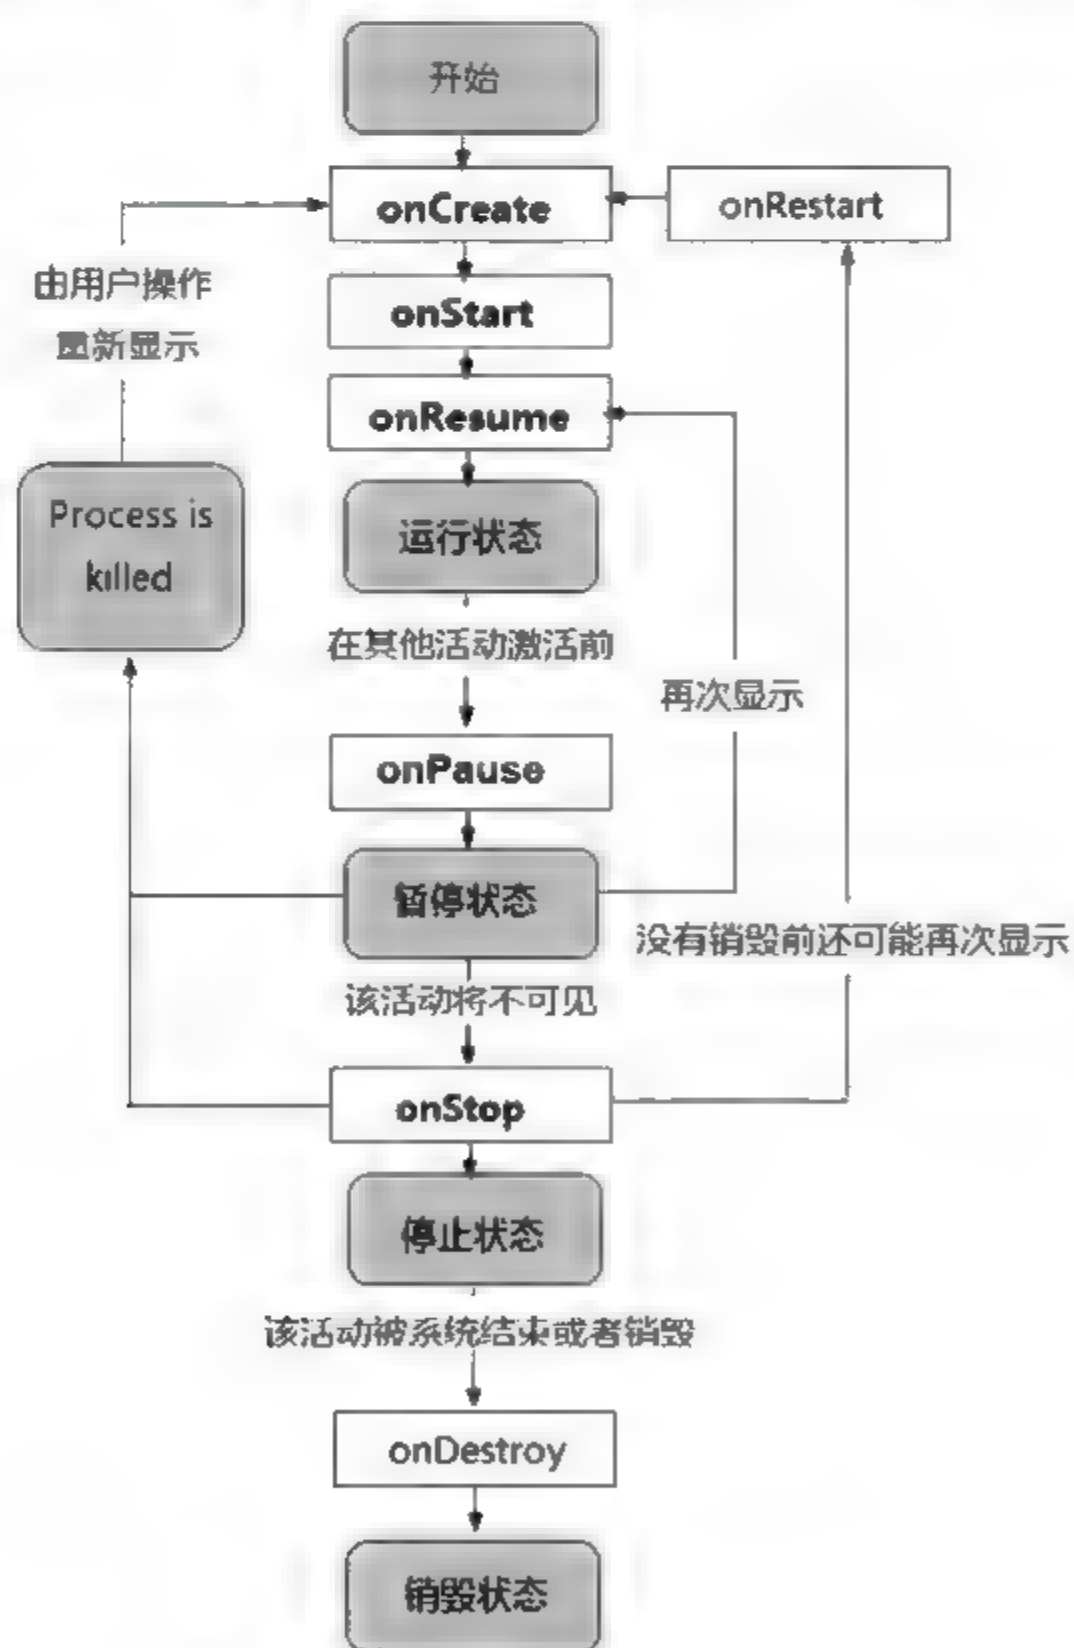 开始
onCreate
onRestart
由用户操作
重新显示
onStart
onResume
Process is
killed
运行状态
在其他活动激活前
再次显示
onPause
暂停状态
没有销毁前还可能再次显示
该活动将不可见
onStop
停止状态
该活动被系统结束或者销毁
onDestroy
销毁状态